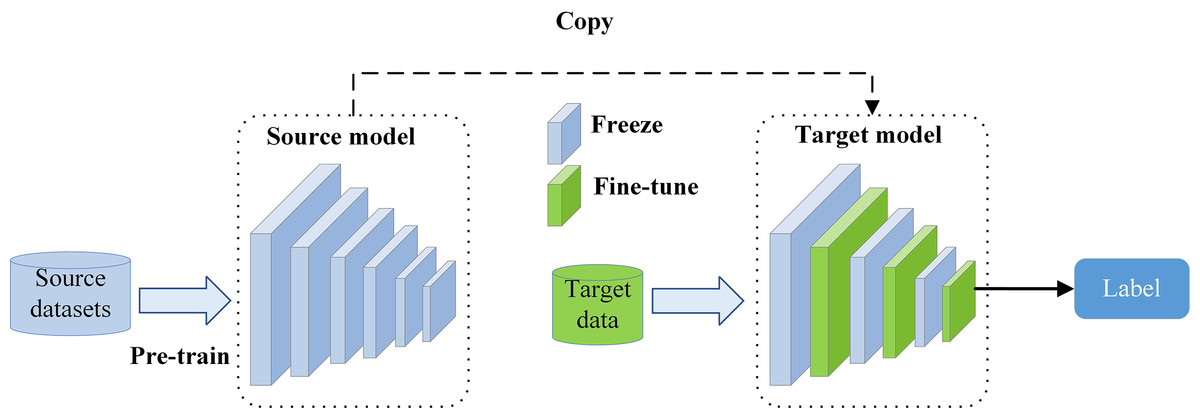 Copy
Source model
Freeze
Target model
Fine-tune
Source
datasets
Target
data
Label
Pre-train